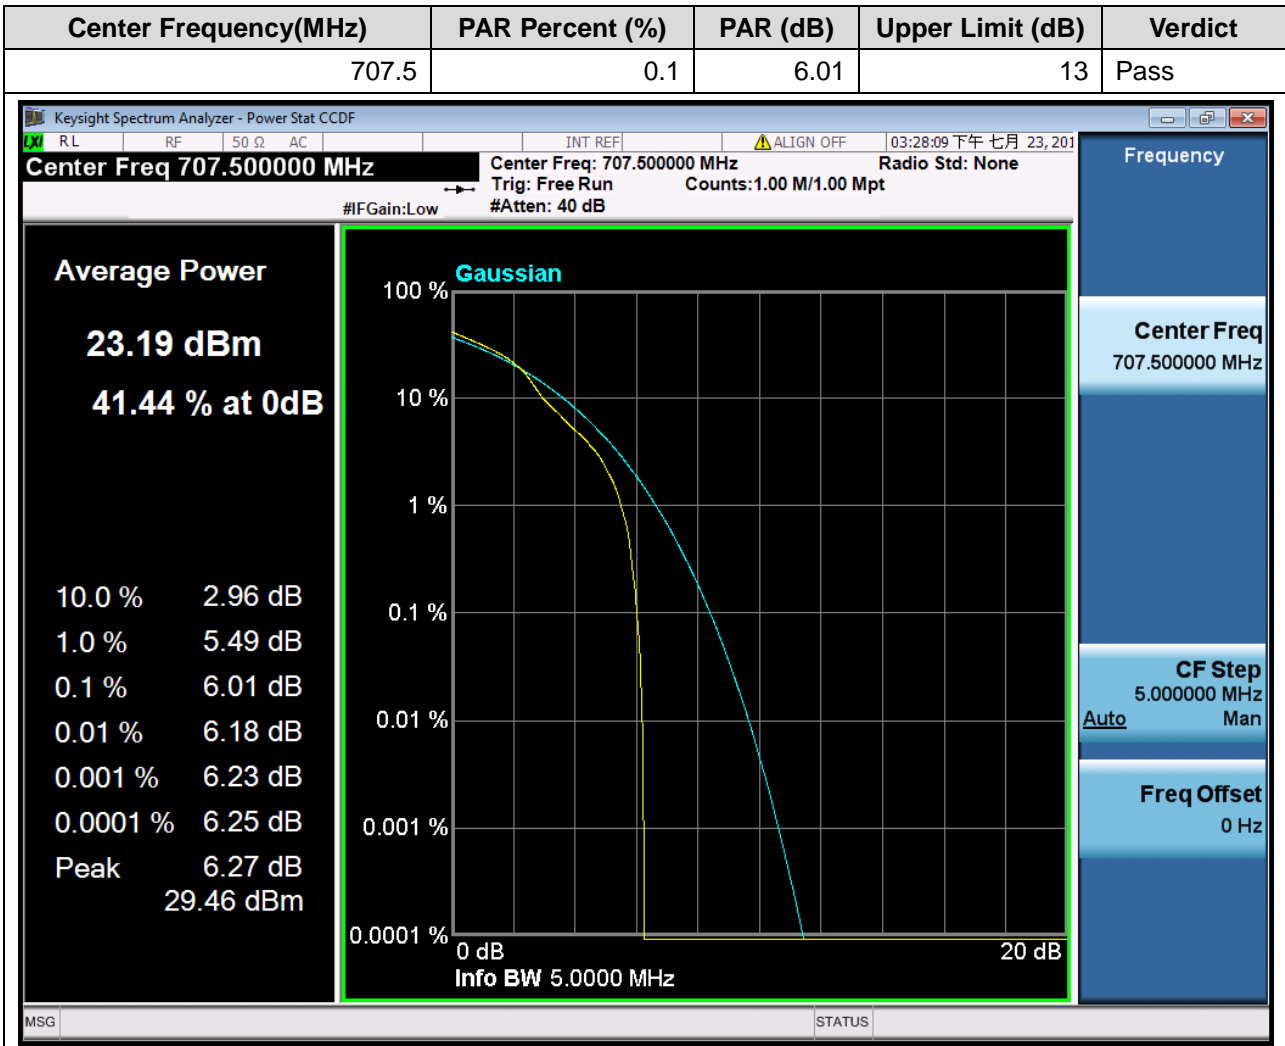 Center Frequency(MHz) PAR Percent (%) PAR (dB) Upper Limit (dB) Verdict
707.5 0.1 6.01 13 Pass
Keysight Spectrum Analyzer - Power Stat CCDF
LXI RL RF 50 Ω AC INT REF ALIGN OFF 03:28:09 下午 七月 23, 201
Center Freq 707.500000 MHz
Center Freq: 707.500000 MHz Radio Std: None
Trig: Free Run Counts:1.00 M/1.00 Mpt
#IFGain:Low #Atten: 40 dB
Frequency
Average Power
23.19 dBm
41.44 % at 0dB
10.0 % 2.96 dB
1.0 % 5.49 dB
0.1 % 6.01 dB
0.01 % 6.18 dB
0.001 % 6.23 dB
0.0001 % 6.25 dB
Peak 6.27 dB
29.46 dBm
Gaussian
100 %
10 %
1 %
0.1 %
0.01 %
0.001 %
0.0001 %
0 dB 20 dB
Info BW 5.0000 MHz
Center Freq
707.500000 MHz
CF Step
5.000000 MHz
Auto Man
Freq Offset
0 Hz
MSG STATUS